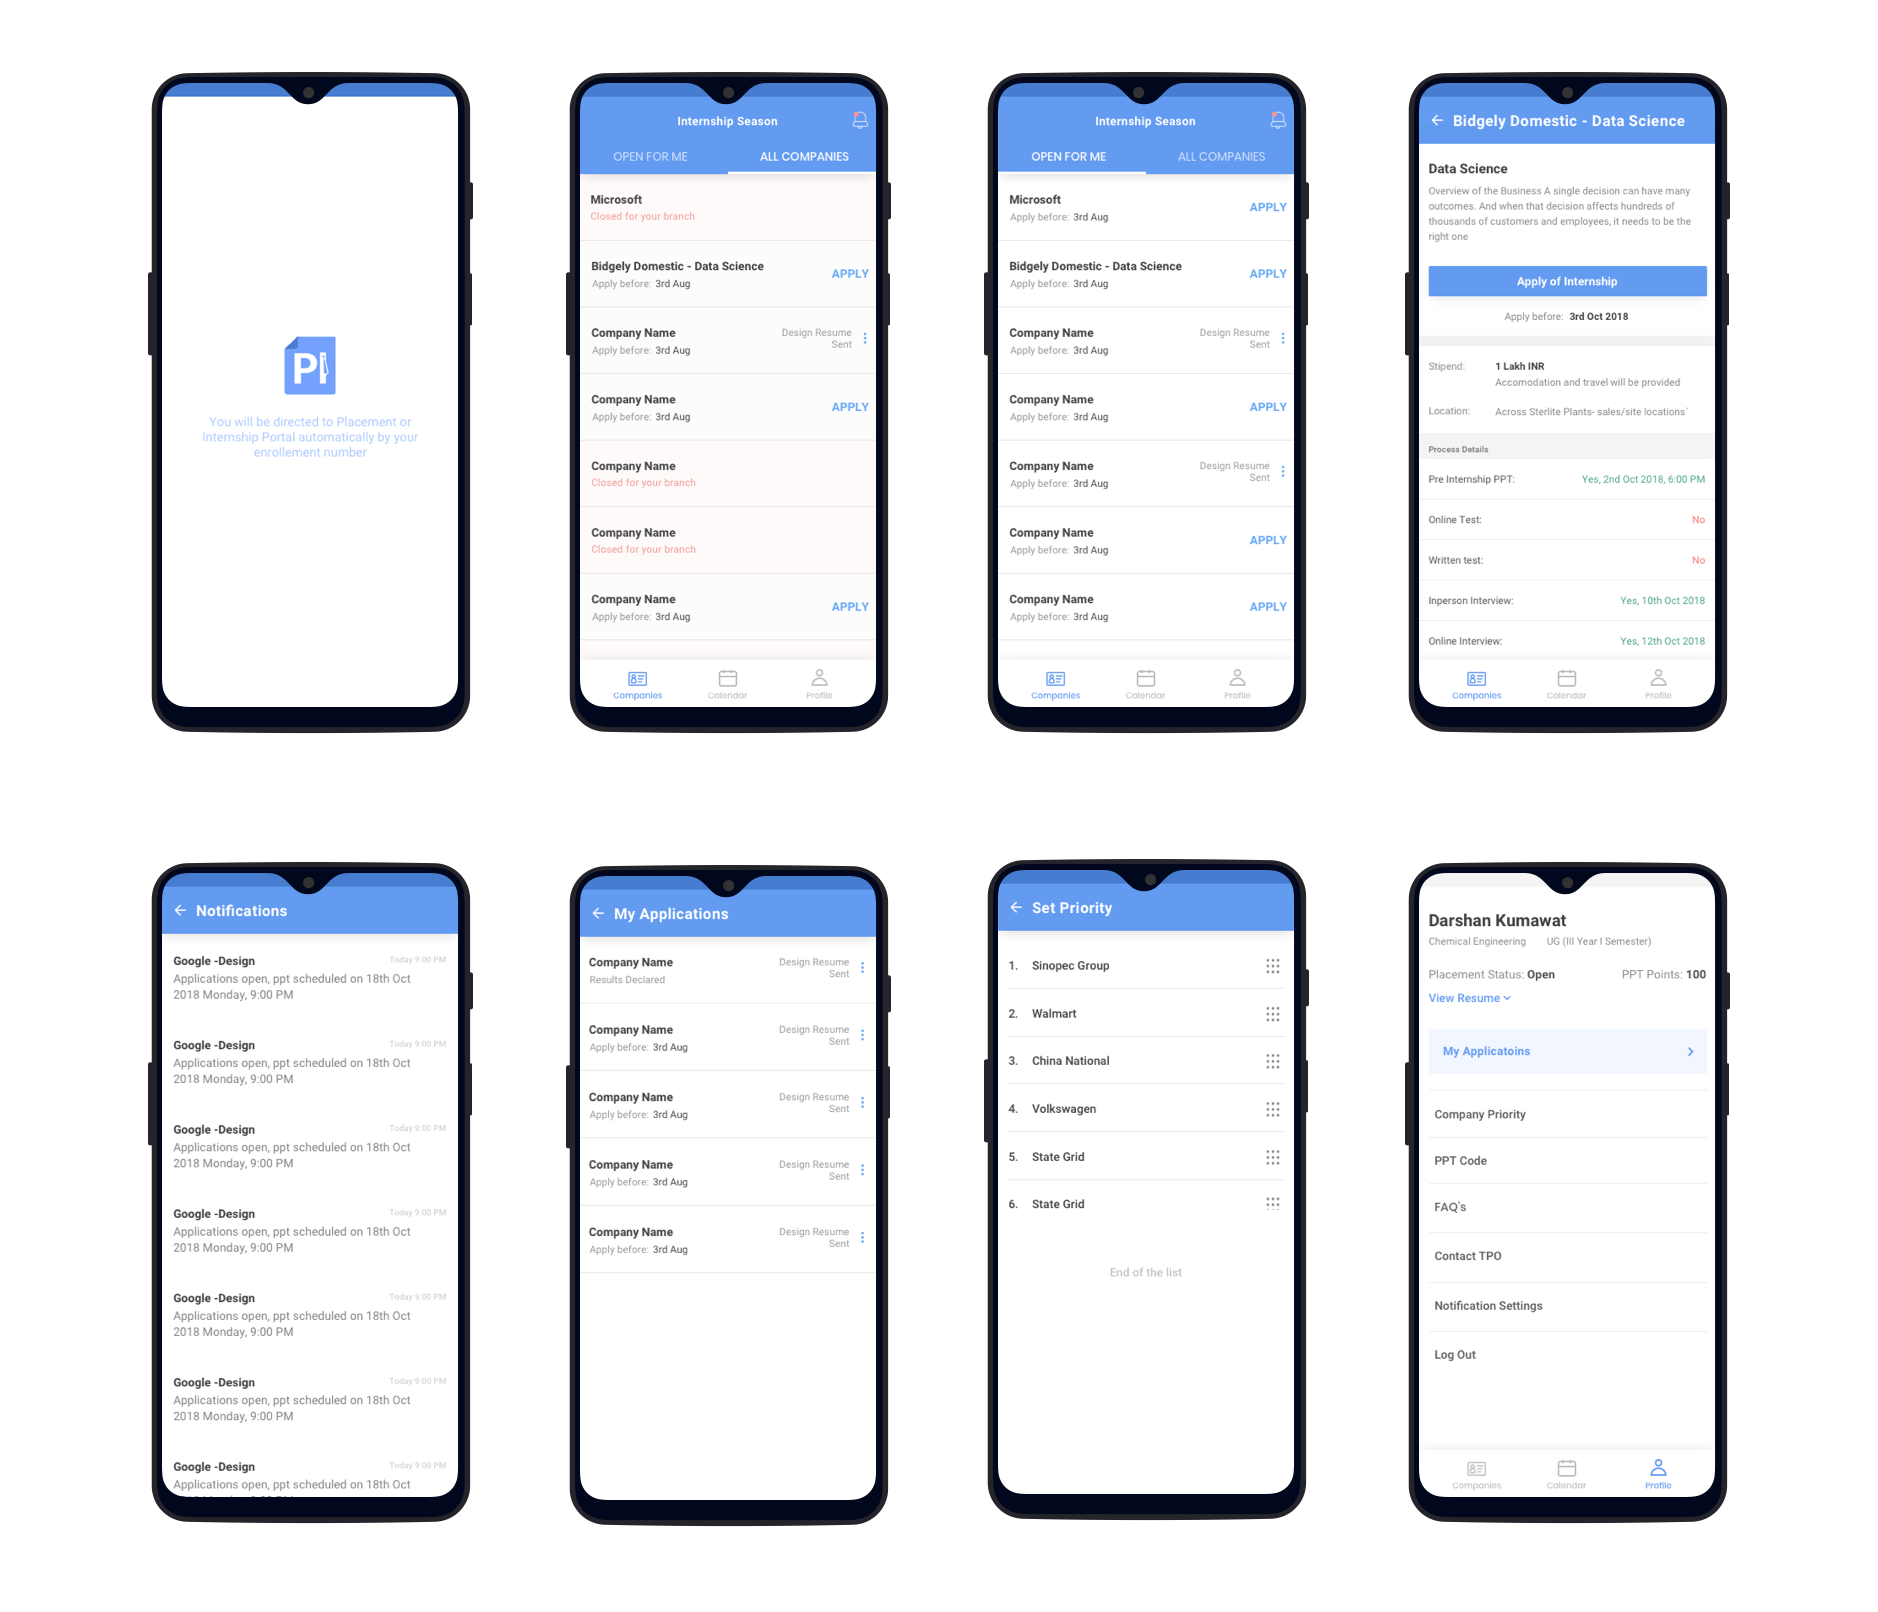 PI
You will be directed to Placement or
Internship Portal automatically by your
enrollement number
Internship Season
OPEN FOR ME
ALL COMPANIES
Microsoft
Closed for your branch
Bidgely Domestic - Data Science
Apply before: 3rd Aug
APPLY
Company Name
Apply before: 3rd Aug
Design Resume
Sent
Company Name
Apply before: 3rd Aug
APPLY
Company Name
Closed for your branch
Company Name
Closed for your branch
Company Name
Apply before: 3rd Aug
APPLY
Companies
Calendar
Profile
Internship Season
OPEN FOR ME
ALL COMPANIES
Microsoft
Apply before: 3rd Aug
APPLY
Bidgely Domestic - Data Science
Apply before: 3rd Aug
APPLY
Company Name
Apply before: 3rd Aug
Design Resume
Sent
Company Name
Apply before: 3rd Aug
APPLY
Company Name
Apply before: 3rd Aug
Design Resume
Sent
Company Name
Apply before: 3rd Aug
APPLY
Company Name
Apply before: 3rd Aug
APPLY
Companies
Calendar
Profile
Bidgely Domestic - Data Science
Data Science
Overview of the Business A single decision can have many
outcomes. And when that decision affects hundreds of
thousands of customers and employees, it needs to be the
right one
Apply of Internship
Apply before: 3rd Oct 2018
Stipend: 1 Lakh INR
Accomodation and travel will be provided
Location: Across Sterlite Plants- sales/site locations`
Process Details
Pre Internship PPT: Yes, 2nd Oct 2018, 6:00 PM
Online Test: No
Written test: No
Inperson Interview: Yes, 10th Oct 2018
Online Interview: Yes, 12th Oct 2018
Companies
Calendar
Profile
Notifications
Google -Design
Today 9:00 PM
Applications open, ppt scheduled on 18th Oct
2018 Monday, 9:00 PM
Google -Design
Today 9:00 PM
Applications open, ppt scheduled on 18th Oct
2018 Monday, 9:00 PM
Google -Design
Today 9:00 PM
Applications open, ppt scheduled on 18th Oct
2018 Monday, 9:00 PM
Google -Design
Today 9:00 PM
Applications open, ppt scheduled on 18th Oct
2018 Monday, 9:00 PM
Google -Design
Today 9:00 PM
Applications open, ppt scheduled on 18th Oct
2018 Monday, 9:00 PM
Google -Design
Today 9:00 PM
Applications open, ppt scheduled on 18th Oct
2018 Monday, 9:00 PM
Google -Design
Today 9:00 PM
Applications open, ppt scheduled on 18th Oct
My Applications
Company Name
Results Declared
Design Resume
Sent
Company Name
Apply before: 3rd Aug
Design Resume
Sent
Company Name
Apply before: 3rd Aug
Design Resume
Sent
Company Name
Apply before: 3rd Aug
Design Resume
Sent
Company Name
Apply before: 3rd Aug
Design Resume
Sent
Set Priority
1. Sinopec Group
2. Walmart
3. China National
4. Volkswagen
5. State Grid
6. State Grid
End of the list
Darshan Kumawat
Chemical Engineering UG (III Year I Semester)
Placement Status: Open PPT Points: 100
View Resume
My Applicatoins
Company Priority
PPT Code
FAQ's
Contact TPO
Notification Settings
Log Out
Companies
Calendar
Profile